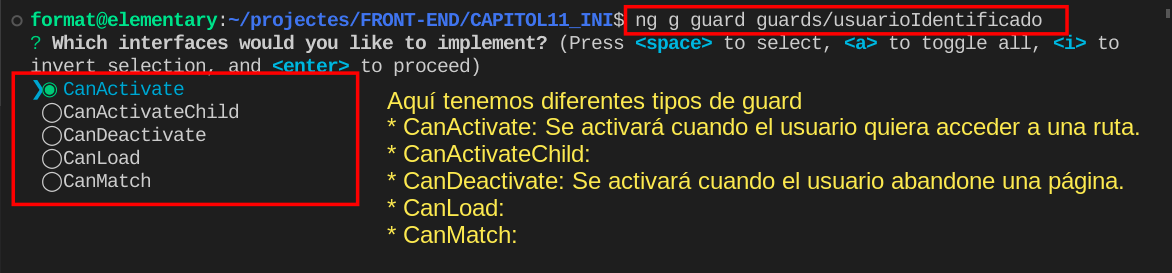 format@elementary:~/projectes/FRONT-END/CAPITOL11_INI$ ng g guard guards/usuarioIdentificado
? Which interfaces would you like to implement? (Press <space> to select, <a> to toggle all, <i> to
invert selection, and <enter> to proceed)
❯◉ CanActivate
◯CanActivateChild
◯CanDeactivate
◯CanLoad
◯CanMatch
Aquí tenemos diferentes tipos de guard
* CanActivate: Se activará cuando el usuario quiera acceder a una ruta.
* CanActivateChild:
* CanDeactivate: Se activará cuando el usuario abandone una página.
* CanLoad:
* CanMatch: